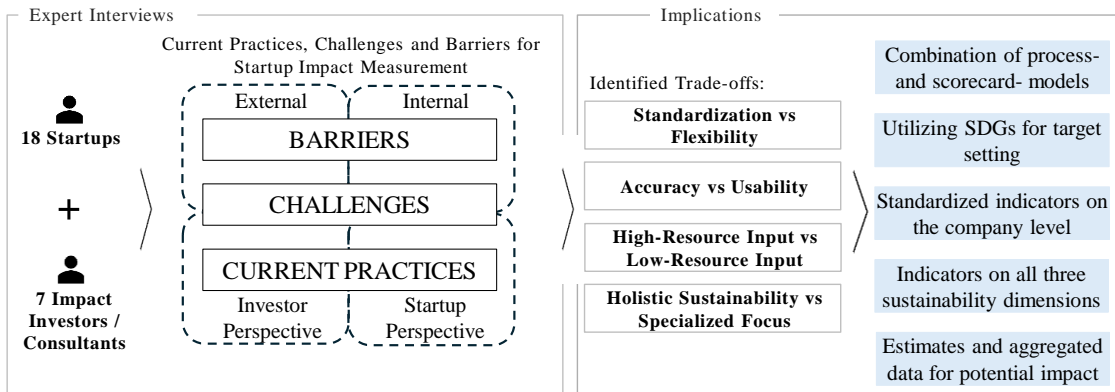 Expert Interviews
Current Practices, Challenges and Barriers for
Startup Impact Measurement
18 Startups
+
7 Impact
Investors /
Consultants
External
Internal
BARRIERS
CHALLENGES
CURRENT PRACTICES
Investor
Perspective
Startup
Perspective
Implications
Identified Trade-offs:
Standardization vs
Flexibility
Accuracy vs Usability
High-Resource Input vs
Low-Resource Input
Holistic Sustainability vs
Specialized Focus
Combination of process-
and scorecard- models
Utilizing SDGs for target
setting
Standardized indicators on
the company level
Indicators on all three
sustainability dimensions
Estimates and aggregated
data for potential impact